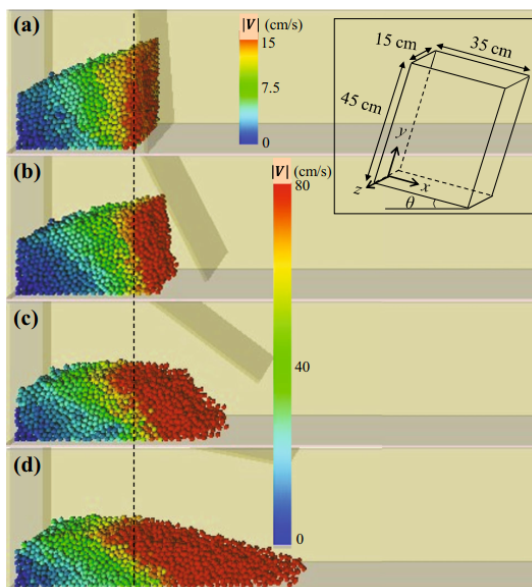 (a)
|V| (cm/s)
15
7.5
0
15 cm
35 cm
45 cm
y
x
z
θ
(b)
|V| (cm/s)
80
40
0
(c)
(d)